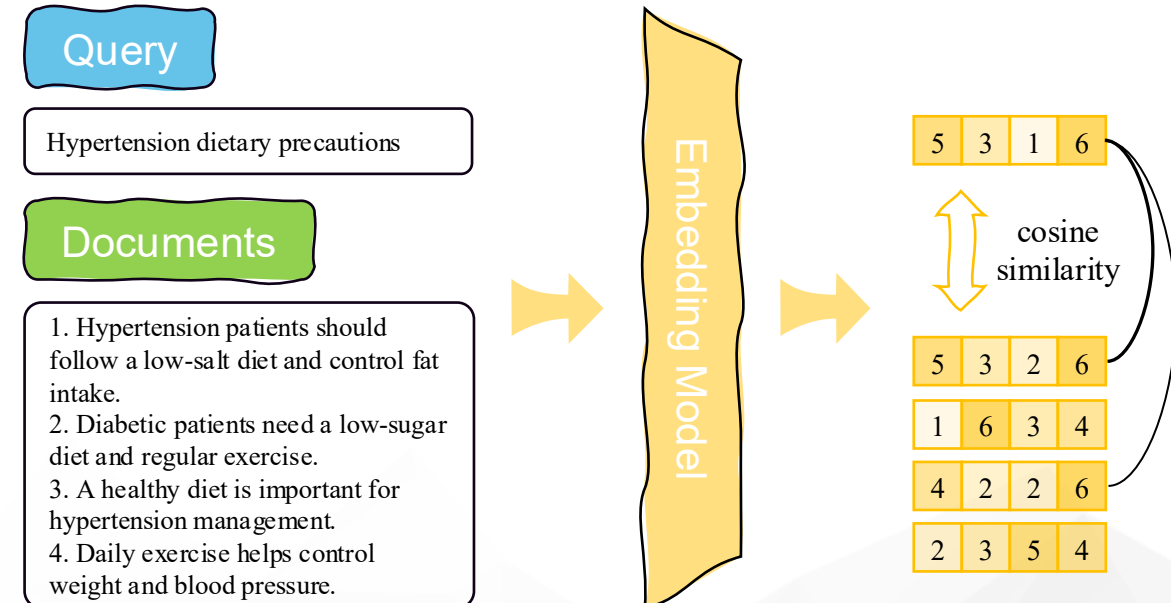 Query
Hypertension dietary precautions
Documents
1. Hypertension patients should
follow a low-salt diet and control fat
intake.
2. Diabetic patients need a low-sugar
diet and regular exercise.
3. A healthy diet is important for
hypertension management.
4. Daily exercise helps control
weight and blood pressure.
Embedding Model
5 3 1 6
cosine
similarity
5 3 2 6
1 6 3 4
4 2 2 6
2 3 5 4